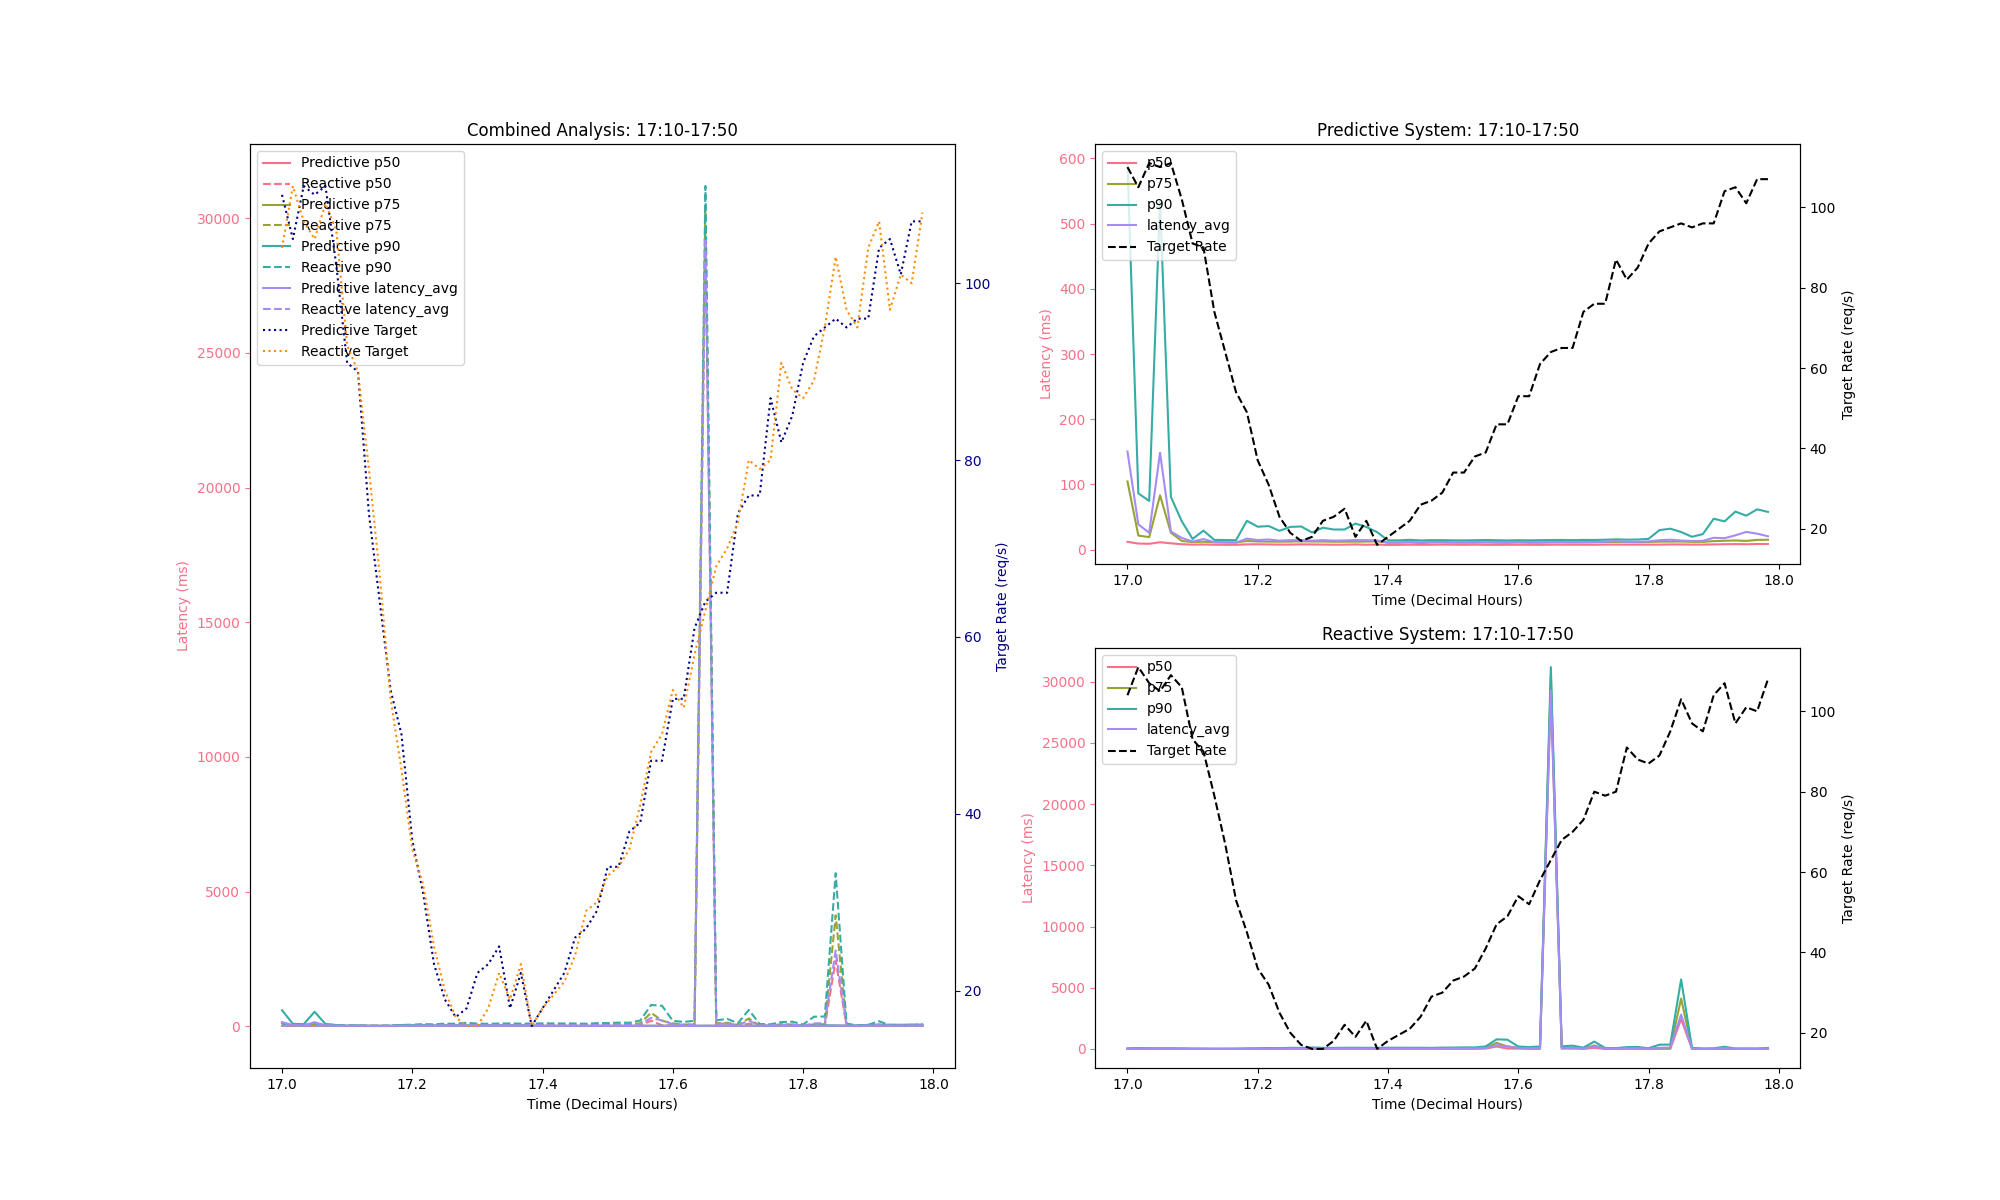 Combined Analysis: 17:10-17:50
Predictive p50
Reactive p50
Predictive p75
Reactive p75
Predictive p90
Reactive p90
Predictive latency_avg
Reactive latency_avg
Predictive Target
Reactive Target
30000
25000
20000
15000
10000
5000
0
Latency (ms)
100
80
60
40
20
Target Rate (req/s)
17.0 17.2 17.4 17.6 17.8 18.0
Time (Decimal Hours)
Predictive System: 17:10-17:50
p50
p75
p90
latency_avg
Target Rate
600
500
400
300
200
100
0
Latency (ms)
100
80
60
40
20
Target Rate (req/s)
17.0 17.2 17.4 17.6 17.8 18.0
Time (Decimal Hours)
Reactive System: 17:10-17:50
p50
p75
p90
latency_avg
Target Rate
30000
25000
20000
15000
10000
5000
0
Latency (ms)
100
80
60
40
20
Target Rate (req/s)
17.0 17.2 17.4 17.6 17.8 18.0
Time (Decimal Hours)